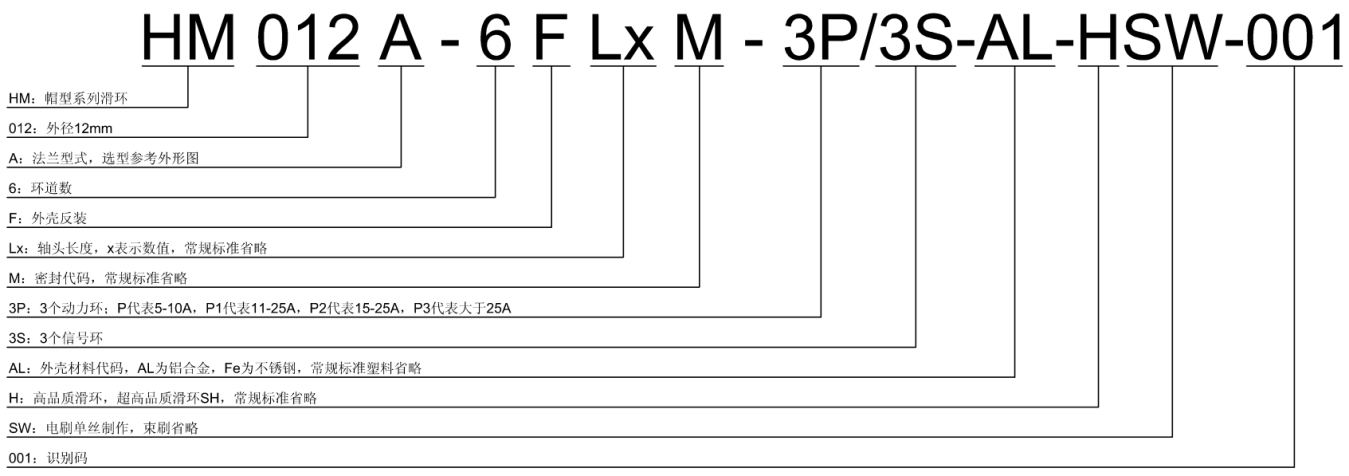 HM 012 A - 6 F Lx M - 3P/3S-AL-HSW-001
HM：帽型系列滑环
012：外径12mm
A：法兰型式，选型参考外形图
6：环道数
F：外壳反装
Lx：轴头长度，x表示数值，常规标准省略
M：密封代码，常规标准省略
3P：3个动力环；P代表5-10A，P1代表11-25A，P2代表15-25A，P3代表大于25A
3S：3个信号环
AL：外壳材料代码，AL为铝合金，Fe为不锈钢，常规标准塑料省略
H：高品质滑环，超高品质滑环SH，常规标准省略
SW：电刷单丝制作，束刷省略
001：识别码